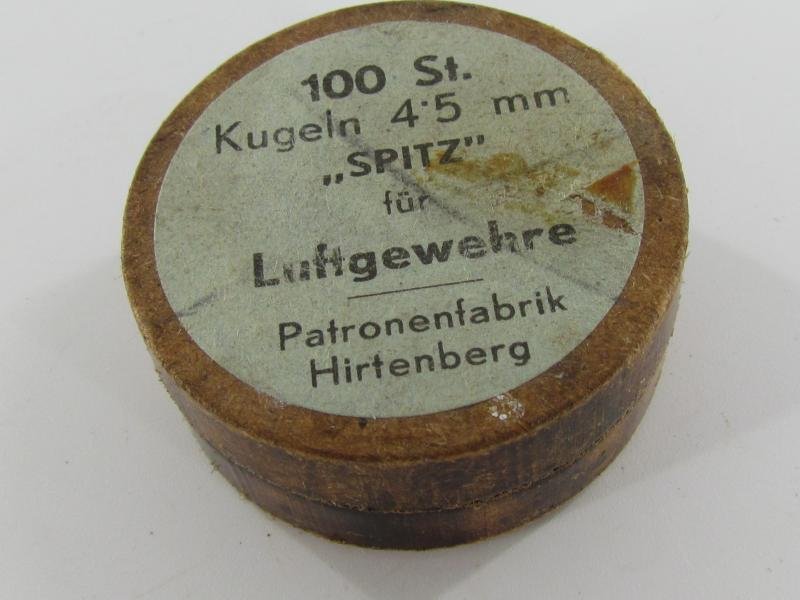 100 St.
Kugeln 4·5 mm
„SPITZ”
für
Luftgewehre
Patronenfabrik
Hirtenberg